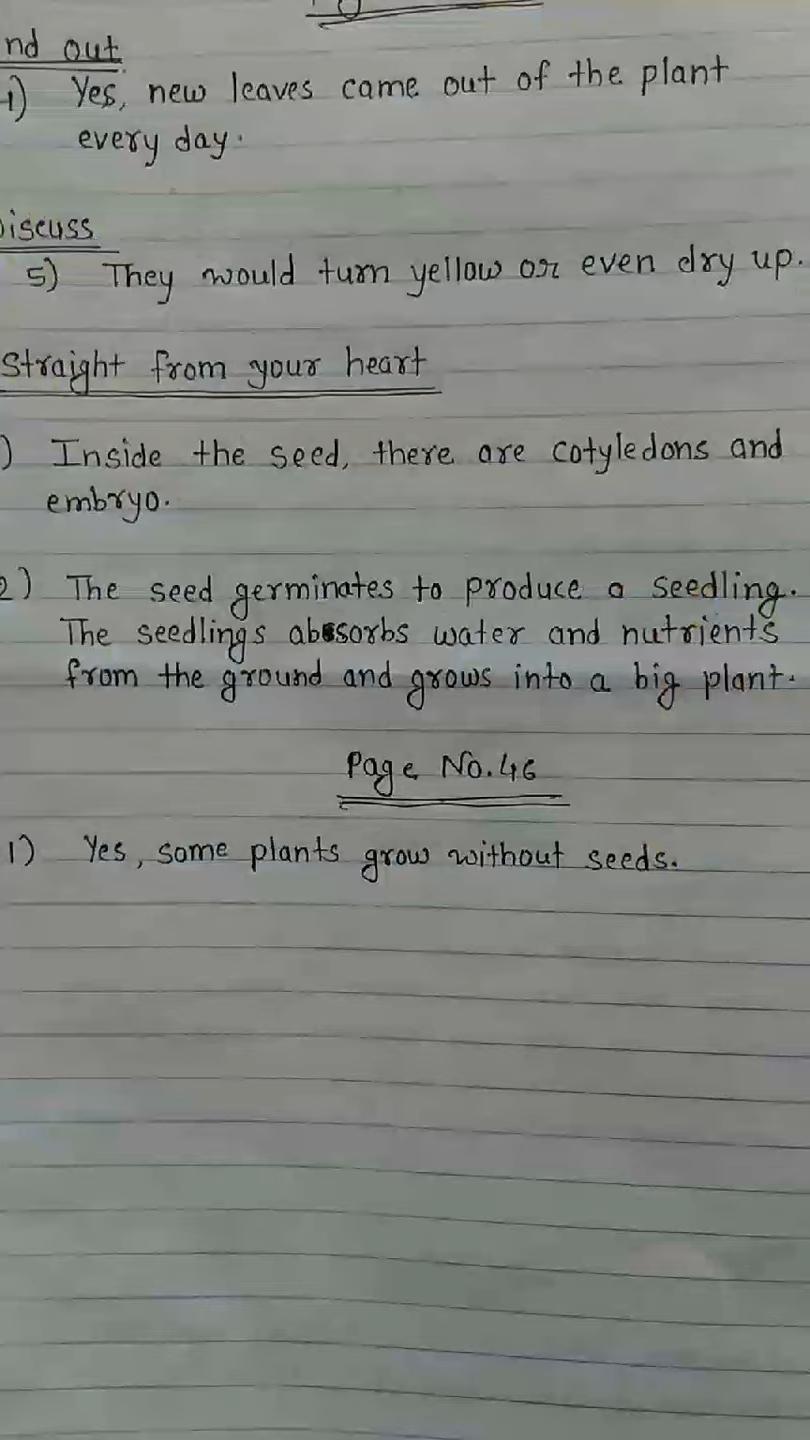 nd out
1) Yes, new leaves came out of the plant
every day.
Discuss
5) They would turn yellow or even dry up.
Straight from your heart
) Inside the seed, there are cotyledons and
embryo.
2) The seed germinates to produce a seedling.
The seedlings absorbs water and nutrients
from the ground and grows into a big plant.
Page No. 46
1) Yes, some plants grow without seeds.